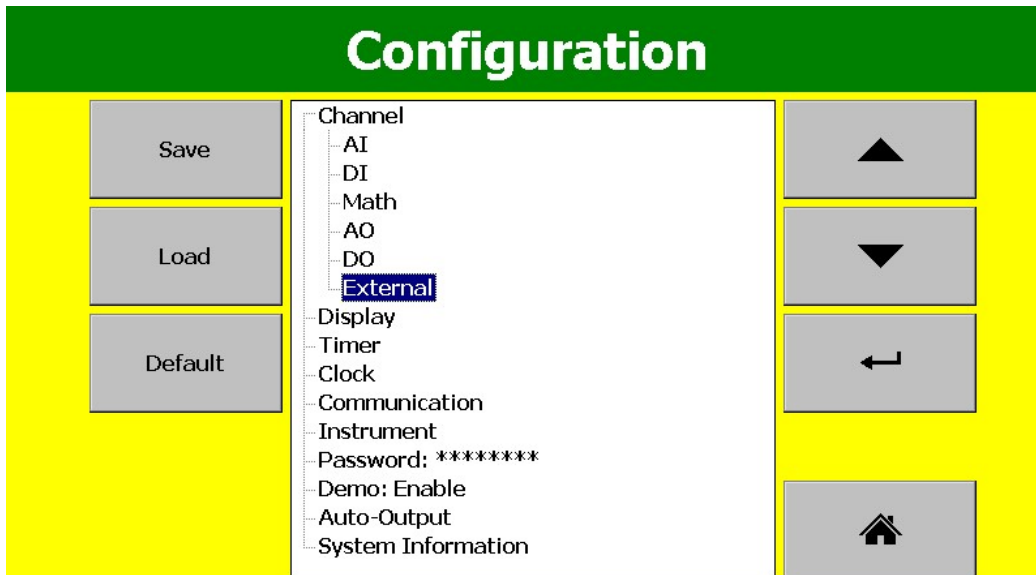 Configuration
Save
Load
Default
Channel
AI
DI
Math
AO
DO
External
Display
Timer
Clock
Communication
Instrument
Password: ********
Demo: Enable
Auto-Output
System Information